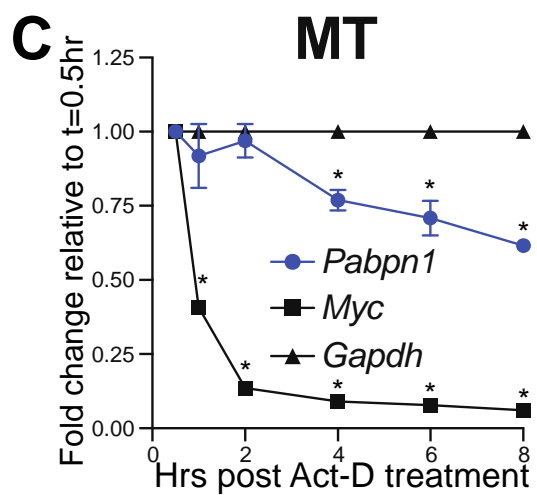 C MT
Fold change relative to t=0.5hr
1.25
1.00
0.75
0.50
0.25
0.00
* * *
* * * * *
Pabpn1
Myc
Gapdh
0 2 4 6 8
Hrs post Act-D treatment